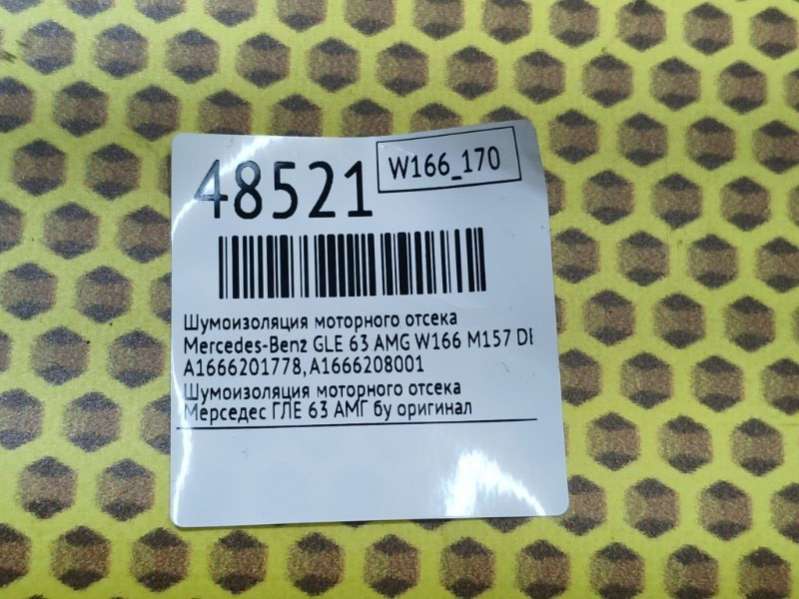 48521
W166_170
Шумоизоляция моторного отсека
Mercedes-Benz GLE 63 AMG W166 M157
A1666201778,A1666208001
Шумоизоляция моторного отсека
Мерседес ГЛЕ 63 АМГ бу оригинал